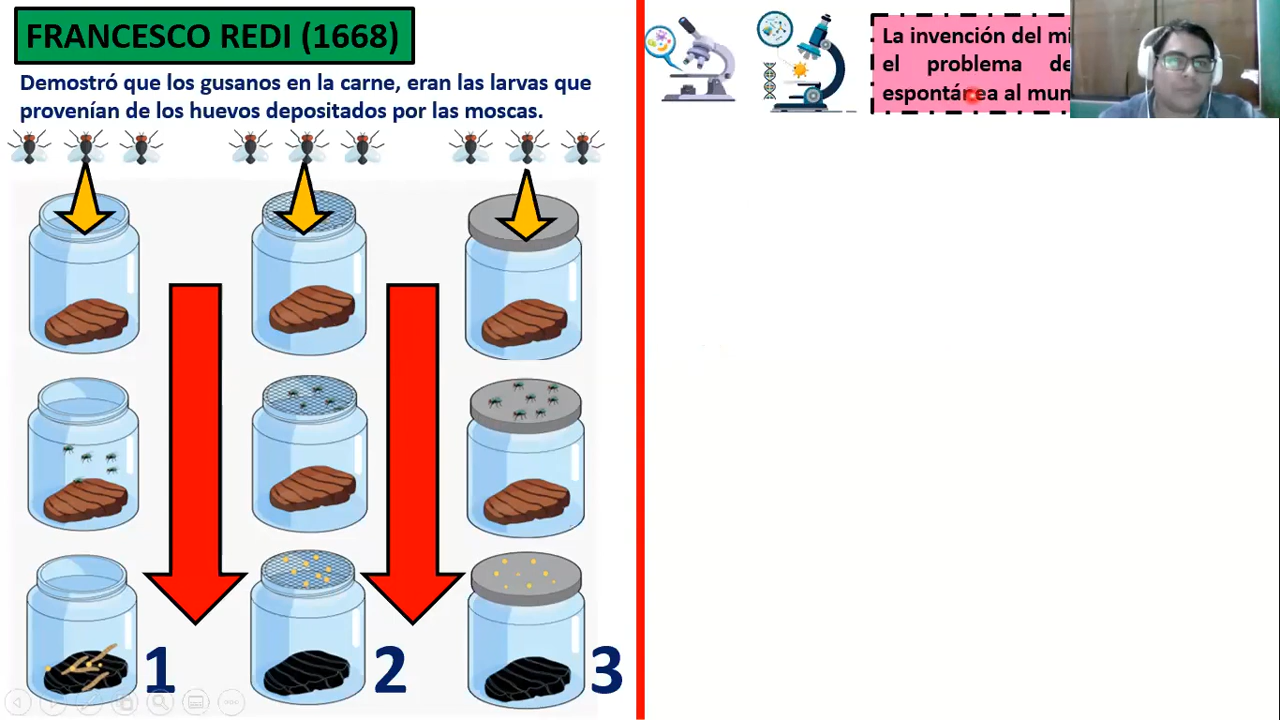 FRANCESCO REDI (1668)
Demostró que los gusanos en la carne, eran las larvas que
provenían de los huevos depositados por las moscas.
1
2
3
La invención del
el problema
espontánea al